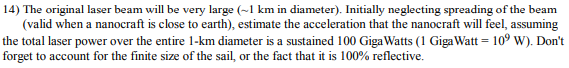 14) The original laser beam will be very large (~1 km in diameter). Initially neglecting spreading of the beam
(valid when a nanocraft is close to earth), estimate the acceleration that the nanocraft will feel, assuming
the total laser power over the entire 1-km diameter is a sustained 100 GigaWatts (1 GigaWatt = 10⁹ W). Don't
forget to account for the finite size of the sail, or the fact that it is 100% reflective.